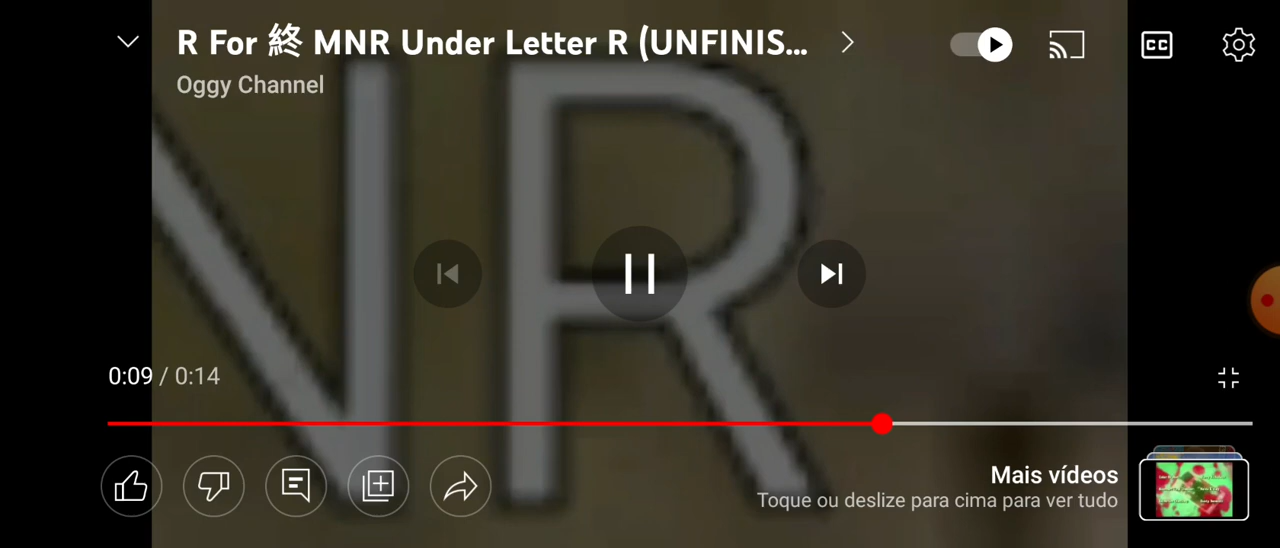 R For 終 MNR Under Letter R (UNFINIS...
Oggy Channel
CC
NR
0:09 / 0:14
Mais vídeos
Toque ou deslize para cima para ver tudo